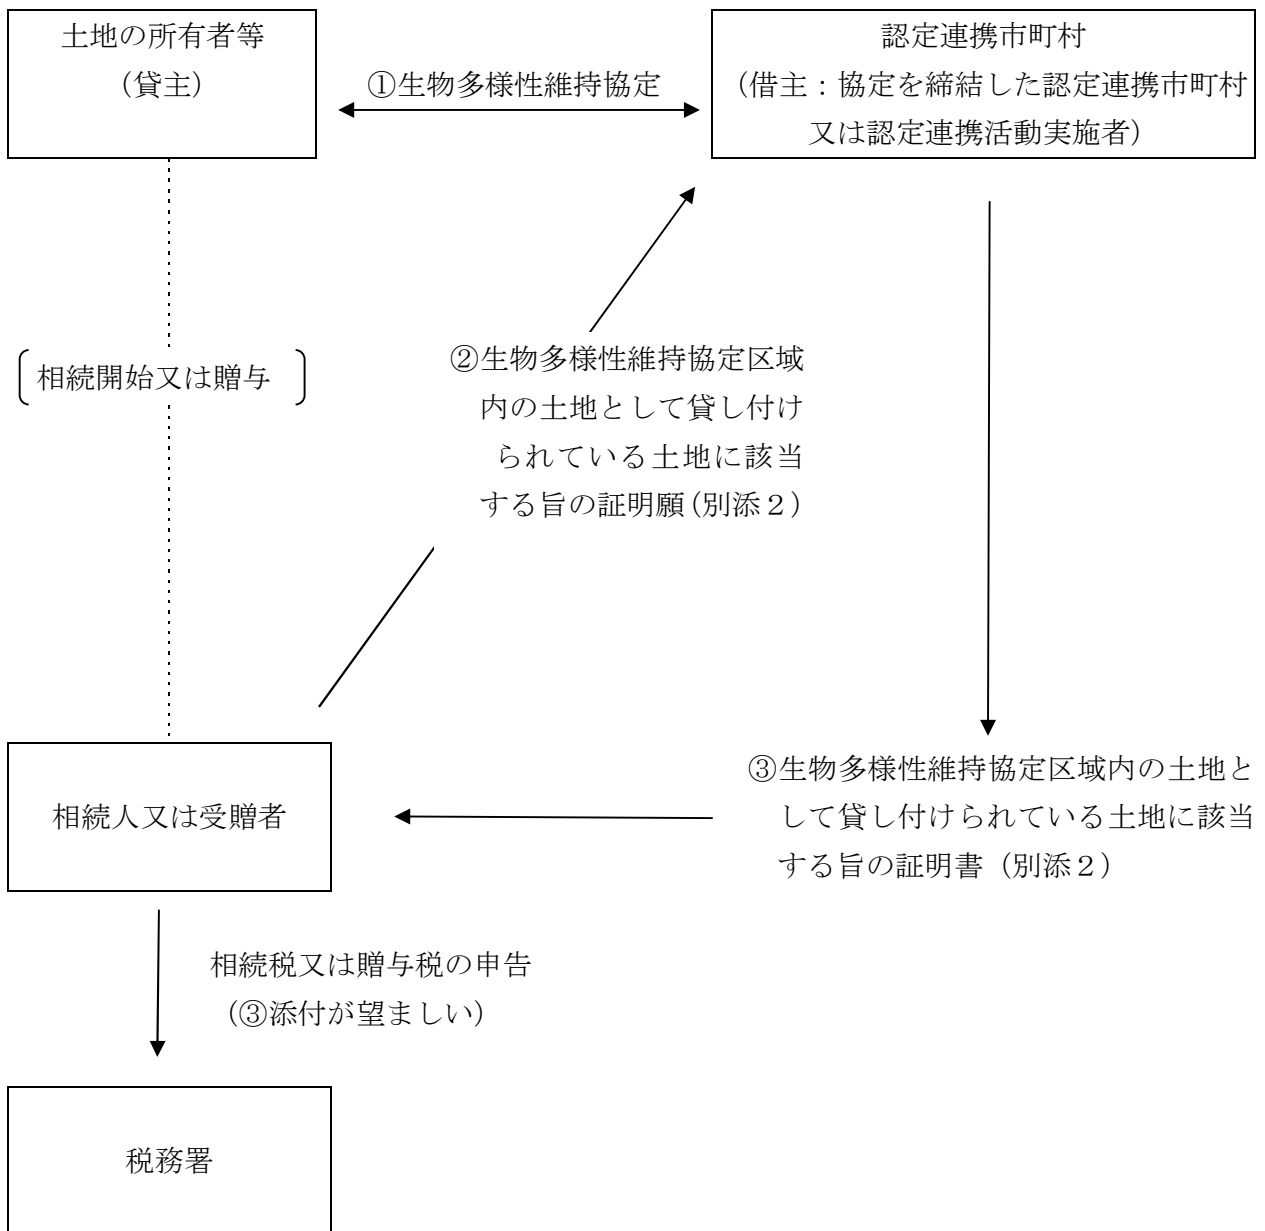 土地の所有者等
（貸主）
①生物多様性維持協定
認定連携市町村
（借主：協定を締結した認定連携市町村
又は認定連携活動実施者）
相続開始又は贈与
②生物多様性維持協定区域
内の土地として貸し付け
られている土地に該当
する旨の証明願（別添２）
相続人又は受贈者
③生物多様性維持協定区域内の土地と
して貸し付けられている土地に該当
する旨の証明書（別添２）
相続税又は贈与税の申告
（③添付が望ましい）
税務署